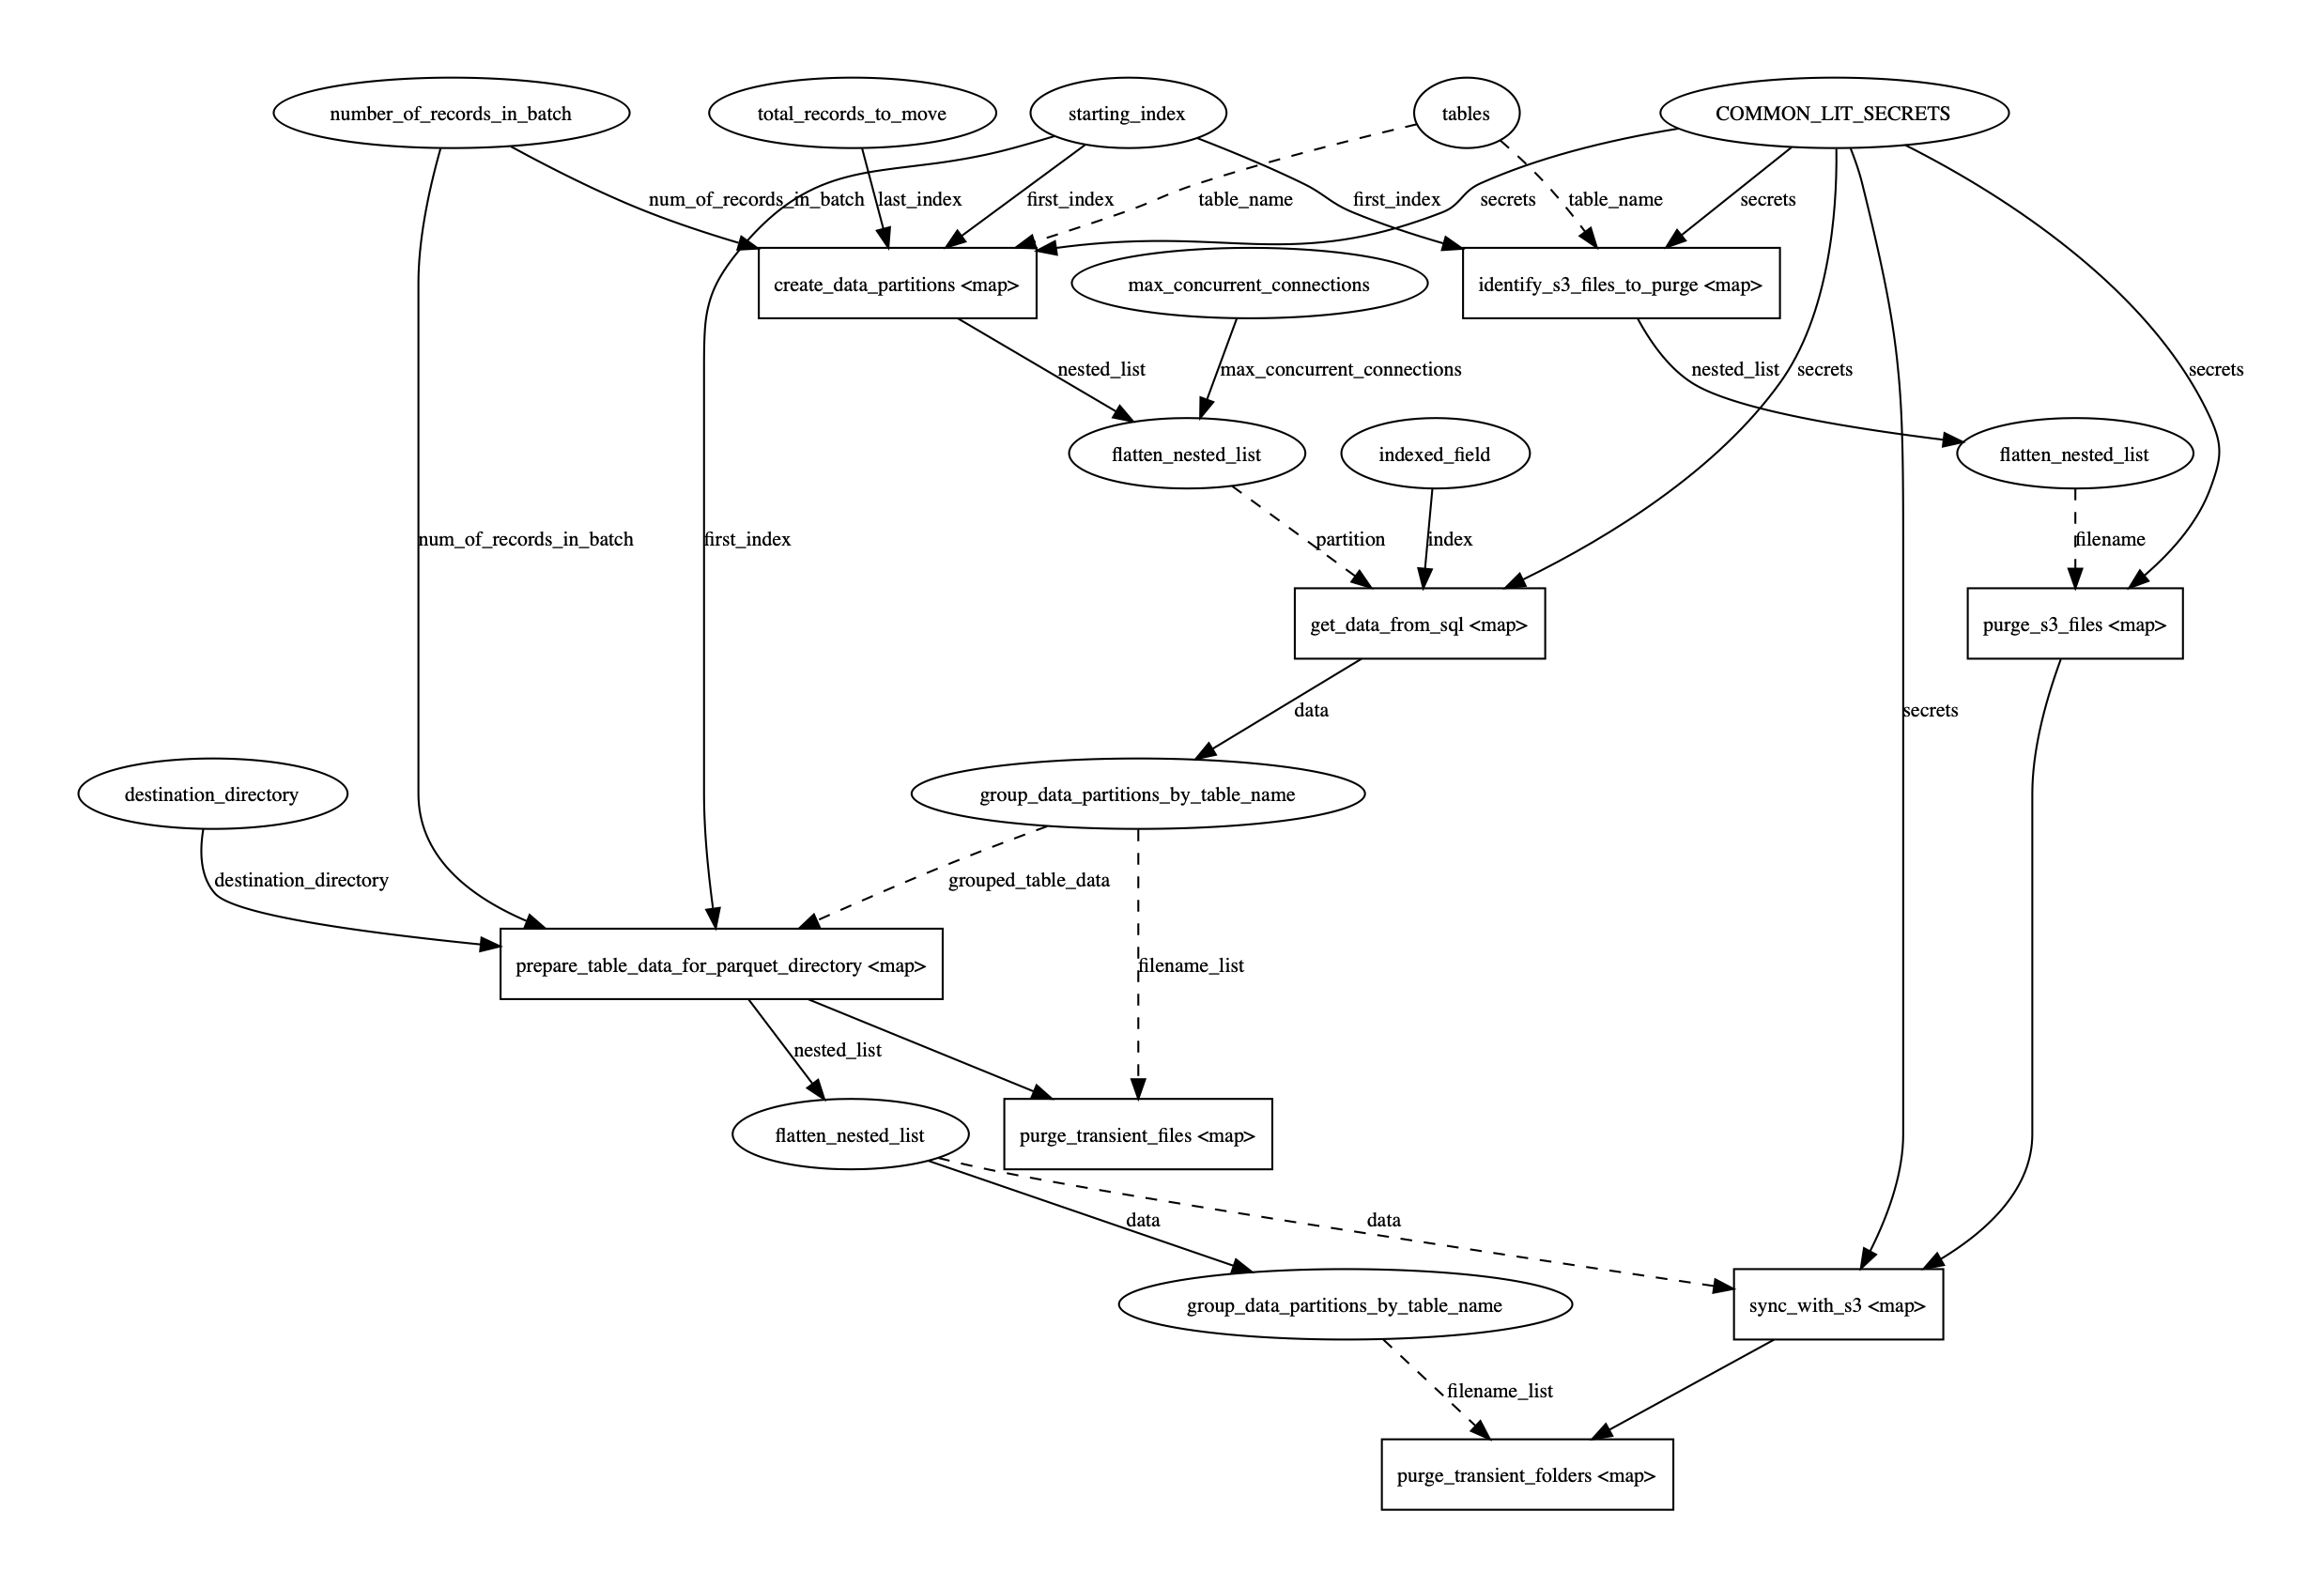 number_of_records_in_batch
total_records_to_move
starting_index
tables
COMMON_LIT_SECRETS
num_of_records_in_batch
last_index
first_index
table_name
first_index
secrets
table_name
secrets
create_data_partitions <map>
max_concurrent_connections
identify_s3_files_to_purge <map>
nested_list
max_concurrent_connections
nested_list
secrets
secrets
flatten_nested_list
indexed_field
flatten_nested_list
num_of_records_in_batch
first_index
partition
index
filename
get_data_from_sql <map>
purge_s3_files <map>
data
secrets
destination_directory
group_data_partitions_by_table_name
destination_directory
grouped_table_data
prepare_table_data_for_parquet_directory <map>
filename_list
nested_list
flatten_nested_list
purge_transient_files <map>
data
data
group_data_partitions_by_table_name
sync_with_s3 <map>
filename_list
purge_transient_folders <map>